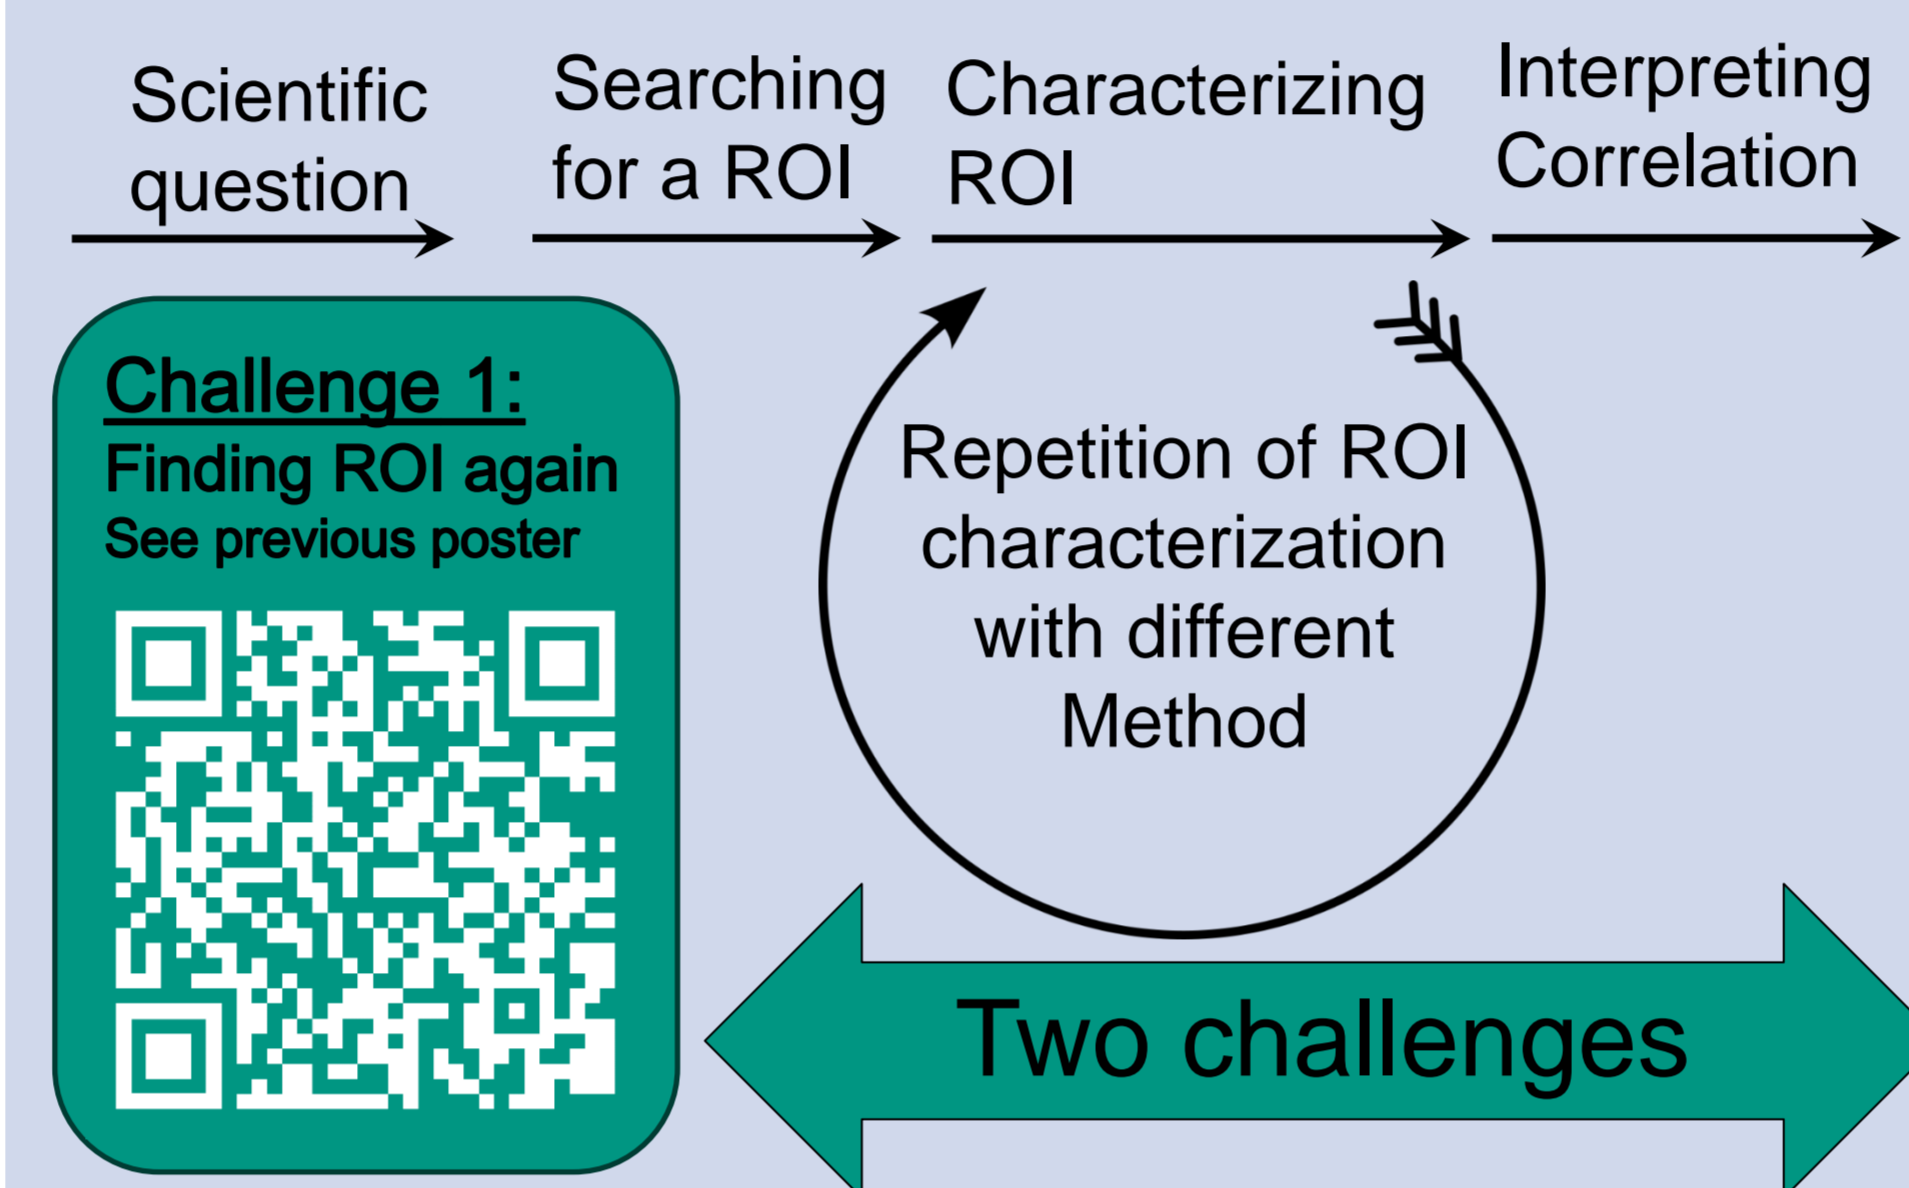 Scientific
question
Searching
for a ROI
Characterizing
ROI
Interpreting
Correlation
Challenge 1:
Finding ROI again
See previous poster
Repetition of ROI
characterization
with different
Method
Two challenges